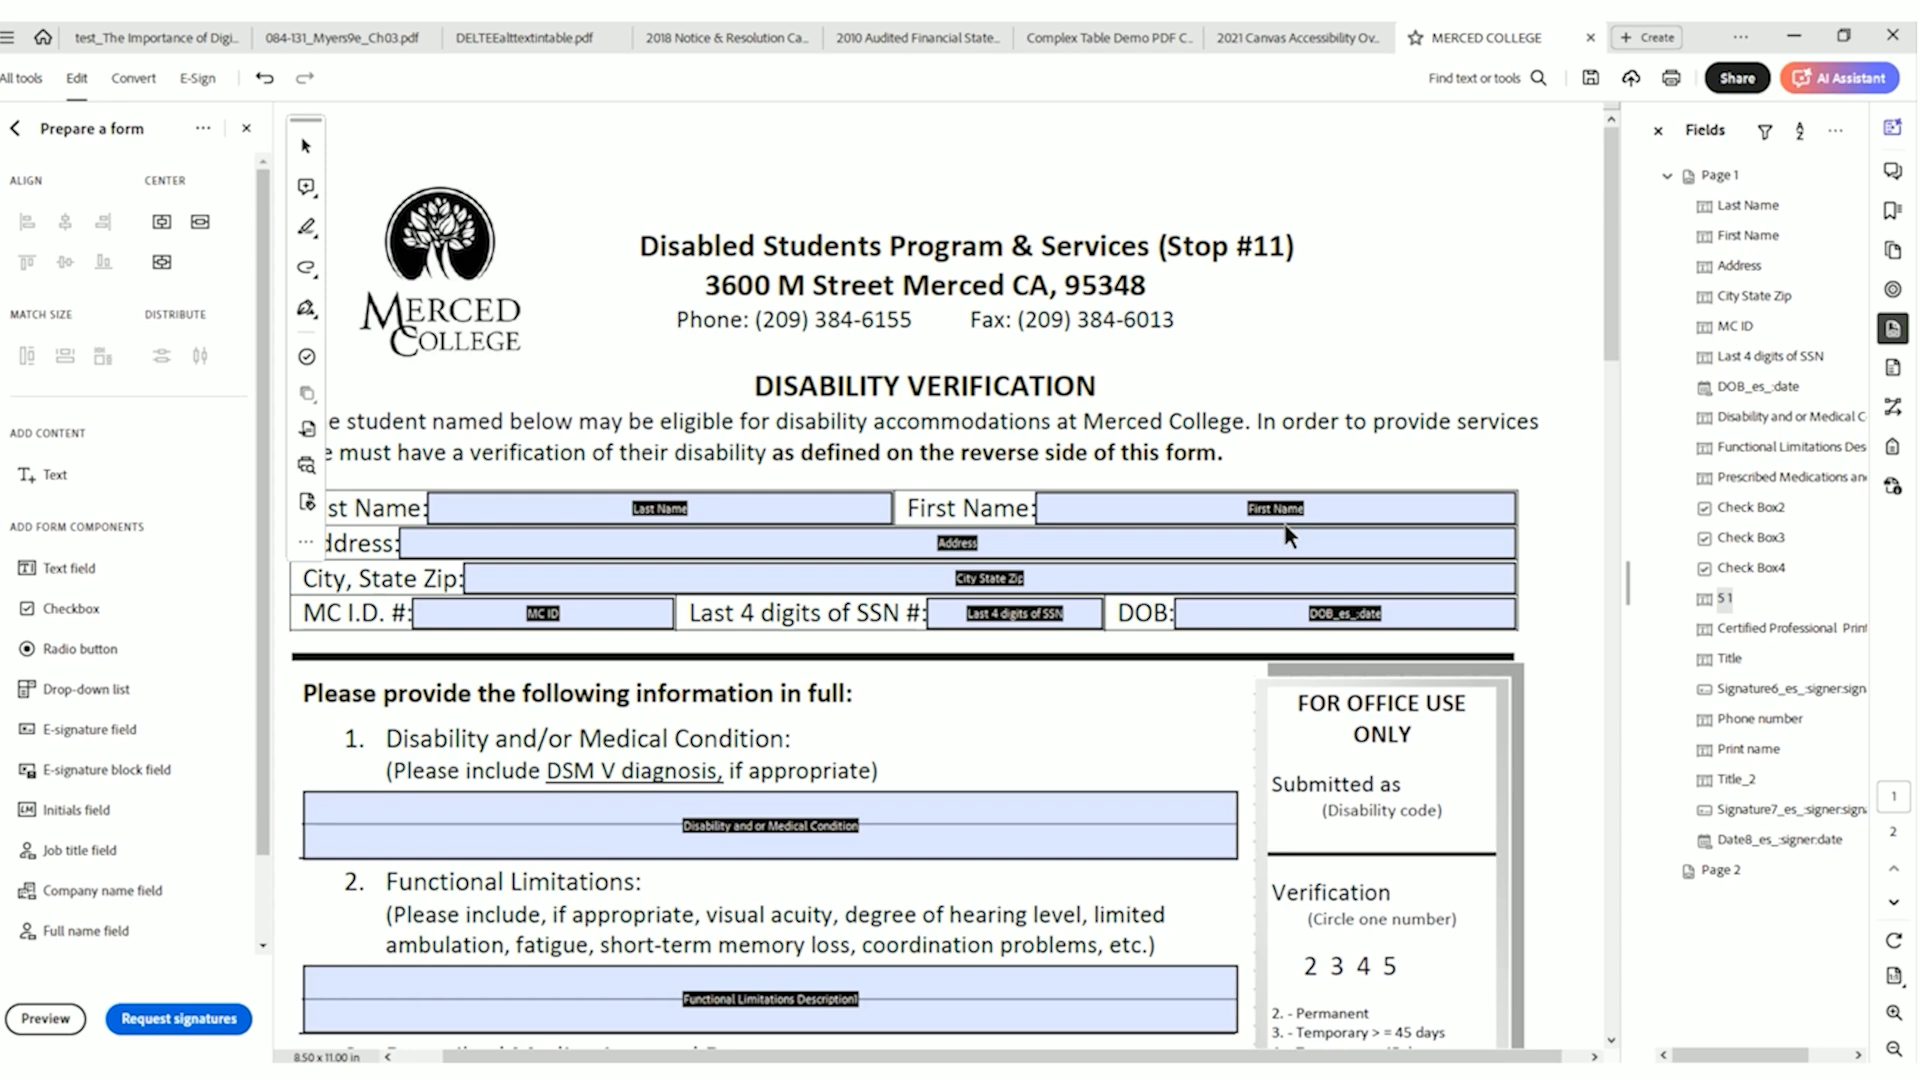 test_The Importance of Digi...
084-131_Myers9e_Ch03.pdf
DELTEEalttextintable.pdf
2018 Notice & Resolution Ca...
2010 Audited Financial State...
Complex Table Demo PDF C...
2021 Canvas Accessibility Ov...
MERCED COLLEGE
Create
All tools
Edit
Convert
E-Sign
Find text or tools
Share
AI Assistant
Prepare a form
ALIGN
CENTER
MATCH SIZE
DISTRIBUTE
ADD CONTENT
Text
ADD FORM COMPONENTS
Text field
Checkbox
Radio button
Drop-down list
E-signature field
E-signature block field
Initials field
Job title field
Company name field
Full name field
Preview
Request signatures
MERCED
COLLEGE
Disabled Students Program & Services (Stop #11)
3600 M Street Merced CA, 95348
Phone: (209) 384-6155 Fax: (209) 384-6013
DISABILITY VERIFICATION
e student named below may be eligible for disability accommodations at Merced College. In order to provide services
e must have a verification of their disability as defined on the reverse side of this form.
st Name: Last Name First Name: First Name
ddress: Address
City, State Zip: City State Zip
MC I.D. #: MC ID Last 4 digits of SSN #: Last 4 digits of SSN DOB: DOB_es_:date
Please provide the following information in full:
1. Disability and/or Medical Condition:
(Please include DSM V diagnosis, if appropriate)
Disability and or Medical Condition
2. Functional Limitations:
(Please include, if appropriate, visual acuity, degree of hearing level, limited
ambulation, fatigue, short-term memory loss, coordination problems, etc.)
Functional Limitations Description1
FOR OFFICE USE
ONLY
Submitted as
(Disability code)
Verification
(Circle one number)
2 3 4 5
2. - Permanent
3. - Temporary > = 45 days
8.50 x 11.00 in
Fields
Page 1
Last Name
First Name
Address
City State Zip
MC ID
Last 4 digits of SSN
DOB_es_:date
Disability and or Medical C
Functional Limitations Des
Prescribed Medications an
Check Box2
Check Box3
Check Box4
S1
Certified Professional Print
Title
Signature6_es_:signer:sign
Phone number
Print name
Title_2
Signature7_es_:signer:signa
Date8_es_:signer:date
Page 2
1
2